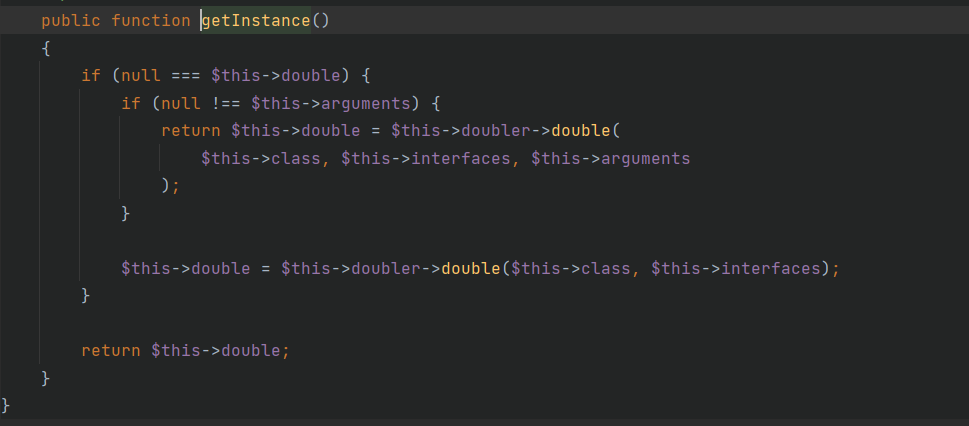 public function getInstance()
    {
        if (null === $this->double) {
            if (null !== $this->arguments) {
                return $this->double = $this->doubler->double(
                    $this->class, $this->interfaces, $this->arguments
                );
            }

            $this->double = $this->doubler->double($this->class, $this->interfaces);
        }

        return $this->double;
    }
}